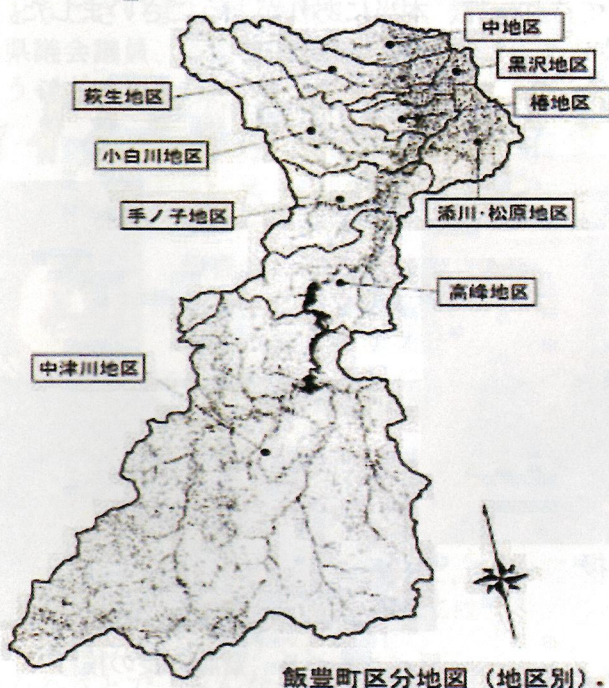 中地区
黒沢地区
萩生地区
椿地区
小白川地区
手ノ子地区
添川・松原地区
高峰地区
中津川地区
飯豊町区分地図（地区別）.